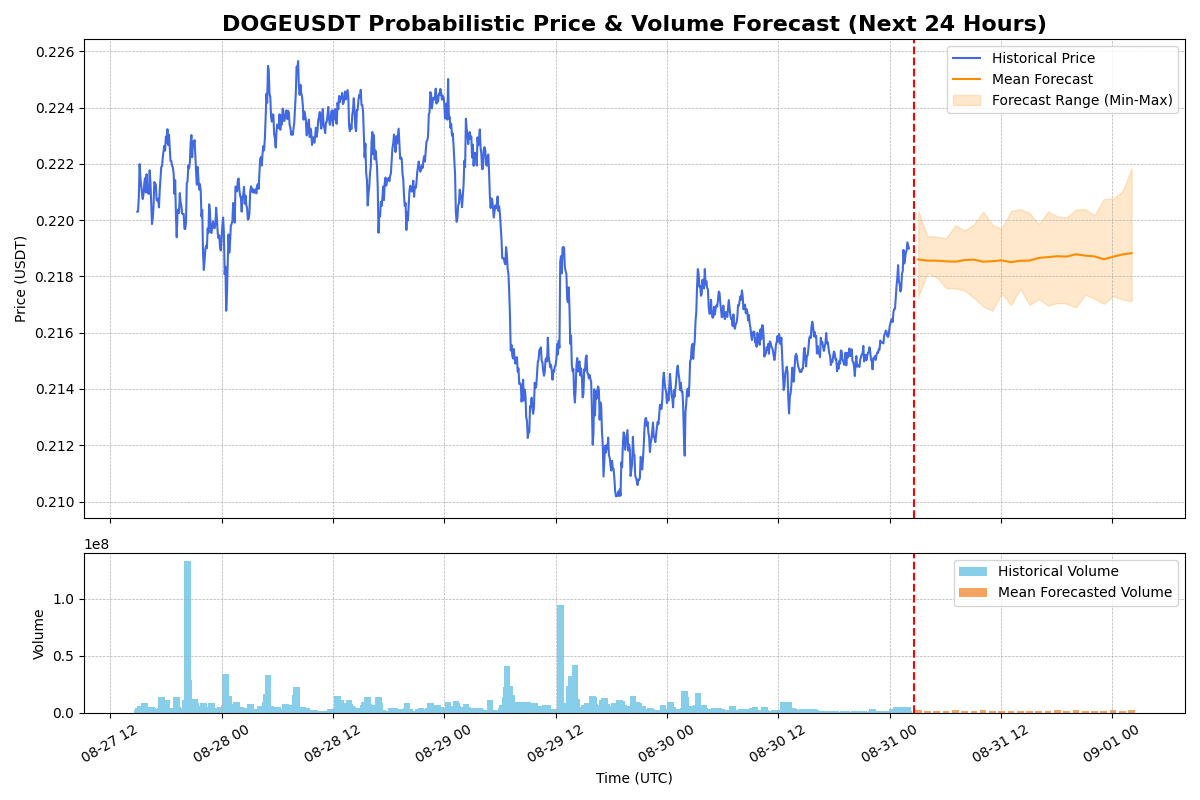 DOGEUSDT Probabilistic Price & Volume Forecast (Next 24 Hours)
Price (USDT)
0.226
0.224
0.222
0.220
0.218
0.216
0.214
0.212
0.210
Historical Price
Mean Forecast
Forecast Range (Min-Max)
1e8
Volume
1.0
0.5
0.0
Historical Volume
Mean Forecasted Volume
08-27 12
08-28 00
08-28 12
08-29 00
08-29 12
08-30 00
08-30 12
08-31 00
08-31 12
09-01 00
Time (UTC)